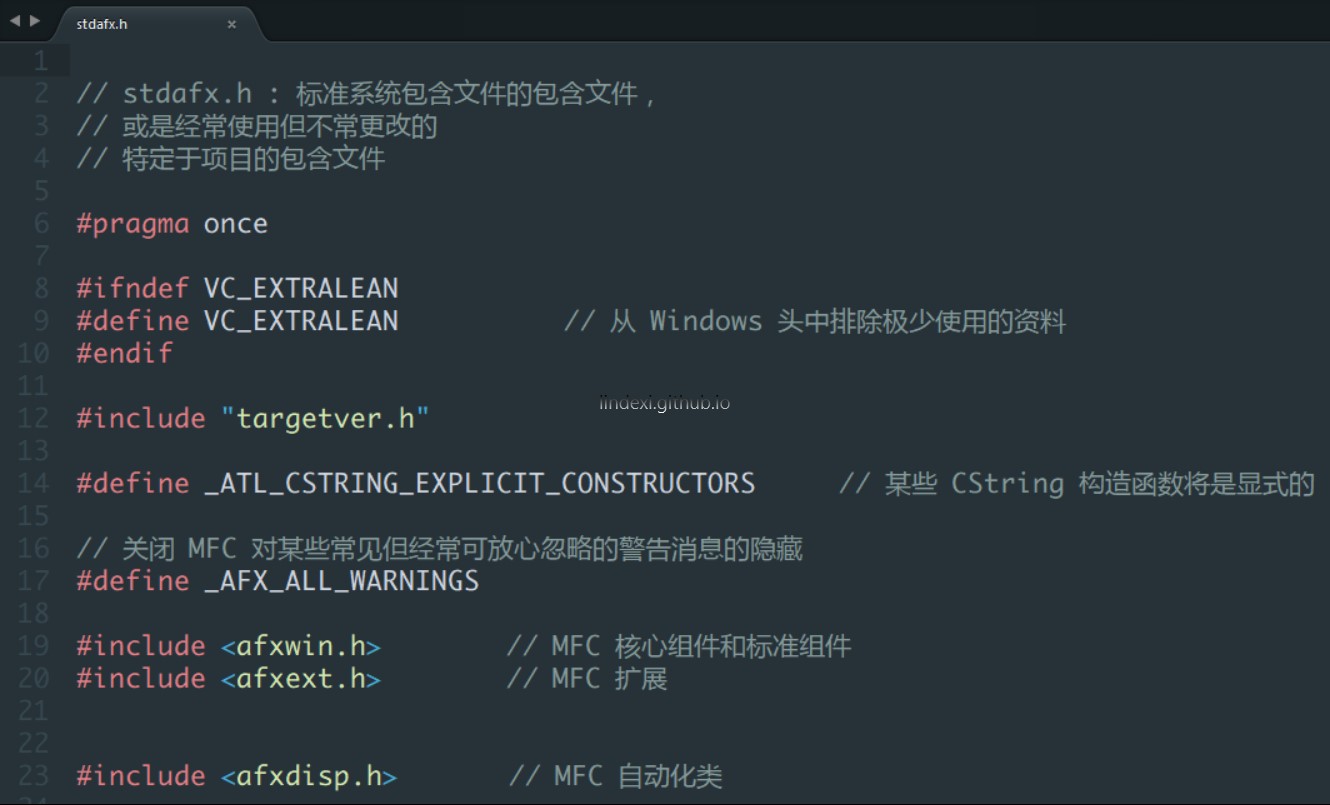 stdafx.h ×
1
2 // stdafx.h : 标准系统包含文件的包含文件，
3 // 或是经常使用但不常更改的
4 // 特定于项目的包含文件
5
6 #pragma once
7
8 #ifndef VC_EXTRALEAN
9 #define VC_EXTRALEAN // 从 Windows 头中排除极少使用的资料
10 #endif
11
lindexi.github.io
12 #include "targetver.h"
13
14 #define _ATL_CSTRING_EXPLICIT_CONSTRUCTORS // 某些 CString 构造函数将是显式的
15
16 // 关闭 MFC 对某些常见但经常可放心忽略的警告消息的隐藏
17 #define _AFX_ALL_WARNINGS
18
19 #include <afxwin.h> // MFC 核心组件和标准组件
20 #include <afxext.h> // MFC 扩展
21
22
23 #include <afxdisp.h> // MFC 自动化类